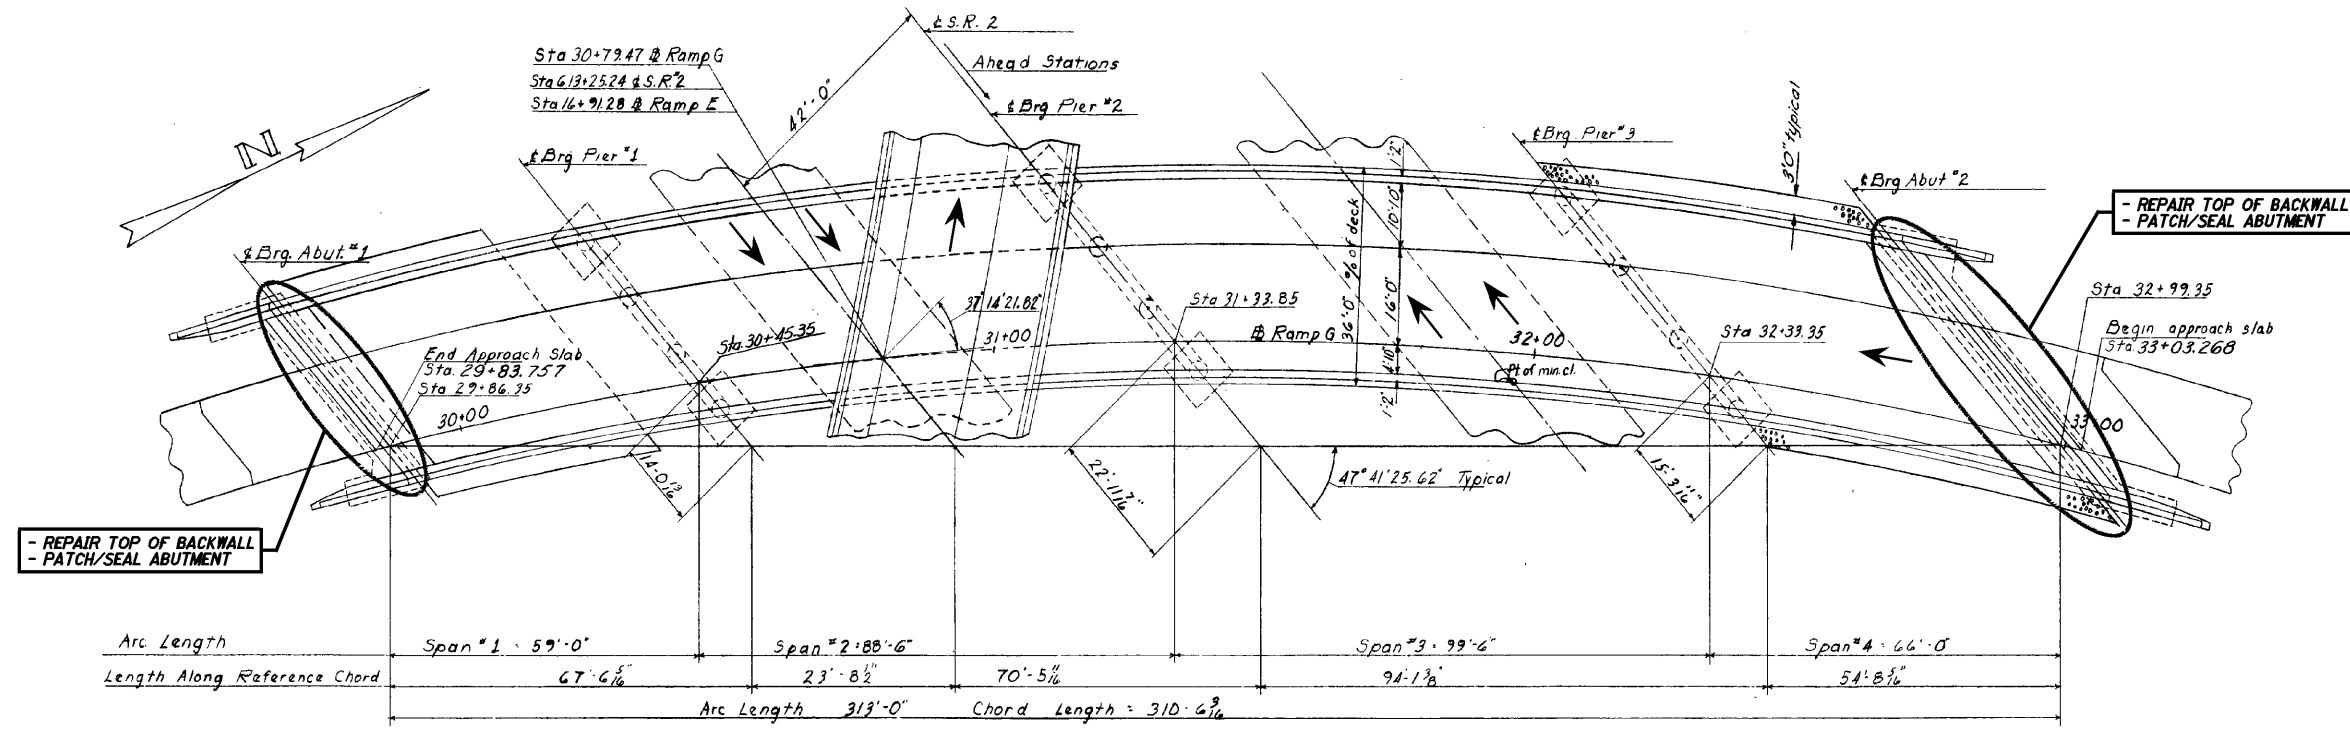 ℄ S.R. 2
Sta 30+79.47 ⅊ Ramp G
Sta 613+25.24 ℄ S.R.#2
Sta 16+91.28 ⅊ Ramp E
Ahead Stations
42'-0"
℄ Brg Pier #2
N
℄ Brg Pier #1
℄ Brg. Pier #3
3'0" typical
℄ Brg Abut #2
- REPAIR TOP OF BACKWALL
- PATCH/SEAL ABUTMENT
℄ Brg. Abut. #1
1'-2"
10'-10"
36'-0" o/o of deck
16'-0"
4'-10"
1'-2"
37° 14' 21.82"
31+00
Sta 31+33.85
⅊ Ramp G
32+00
Pt. of min. cl.
Sta 32+33.35
Sta 32+99.35
Begin approach slab
Sta. 33+03.268
33+00
Sta. 30+45.35
End Approach Slab
Sta. 29+83.757
Sta 29+86.35
30+00
14'-0 13/16"
22'-11 7/16"
47° 41' 25.62" Typical
15'-3 11/16"
- REPAIR TOP OF BACKWALL
- PATCH/SEAL ABUTMENT
Arc Length Span #1 = 59'-0" Span #2 = 88'-6" Span #3 = 99'-6" Span #4 = 66'-0"
Length Along Reference Chord 67'-6 5/16" 23'-8 1/2" 70'-5 11/16" 94'-1 3/8" 54'-8 5/16"
Arc Length 313'-0" Chord Length = 310'-6 3/16"